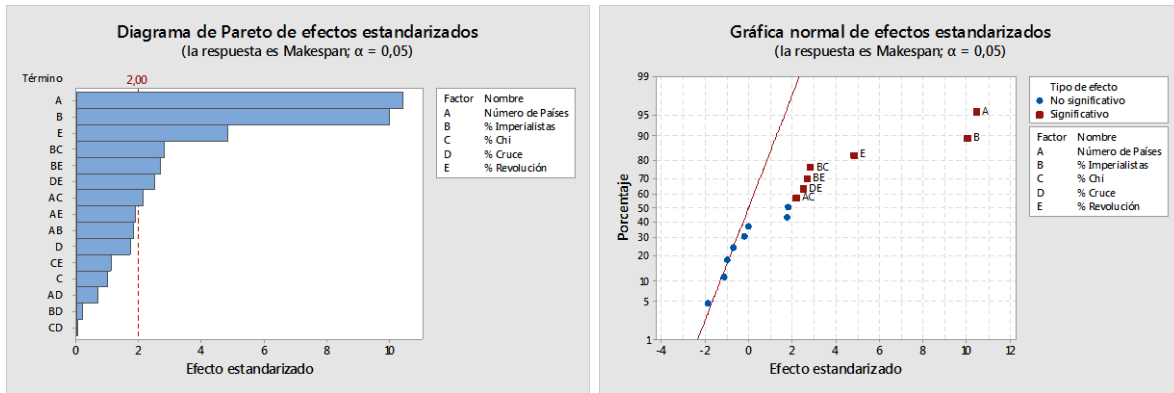 Diagrama de Pareto de efectos estandarizados
(la respuesta es Makespan; α = 0,05)
Término
2,00
A
B
E
BC
BE
DE
AC
AE
AB
D
CE
C
AD
BD
CD
0 2 4 6 8 10
Efecto estandarizado
Factor Nombre
A Número de Países
B % Imperialistas
C % Chi
D % Cruce
E % Revolución
Gráfica normal de efectos estandarizados
(la respuesta es Makespan; α = 0,05)
Porcentaje
99
95
90
80
70
60
50
40
30
20
10
5
1
A
B
E
BC
BE
DE
AC
-4 -2 0 2 4 6 8 10 12
Efecto estandarizado
Tipo de efecto
No significativo
Significativo
Factor Nombre
A Número de Países
B % Imperialistas
C % Chi
D % Cruce
E % Revolución